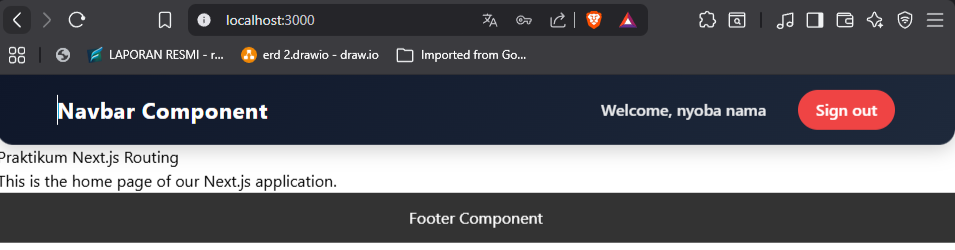 localhost:3000
LAPORAN RESMI - r...
erd 2.drawio - draw.io
Imported from Go...
Navbar Component
Welcome, nyoba nama
Sign out
Praktikum Next.js Routing
This is the home page of our Next.js application.
Footer Component